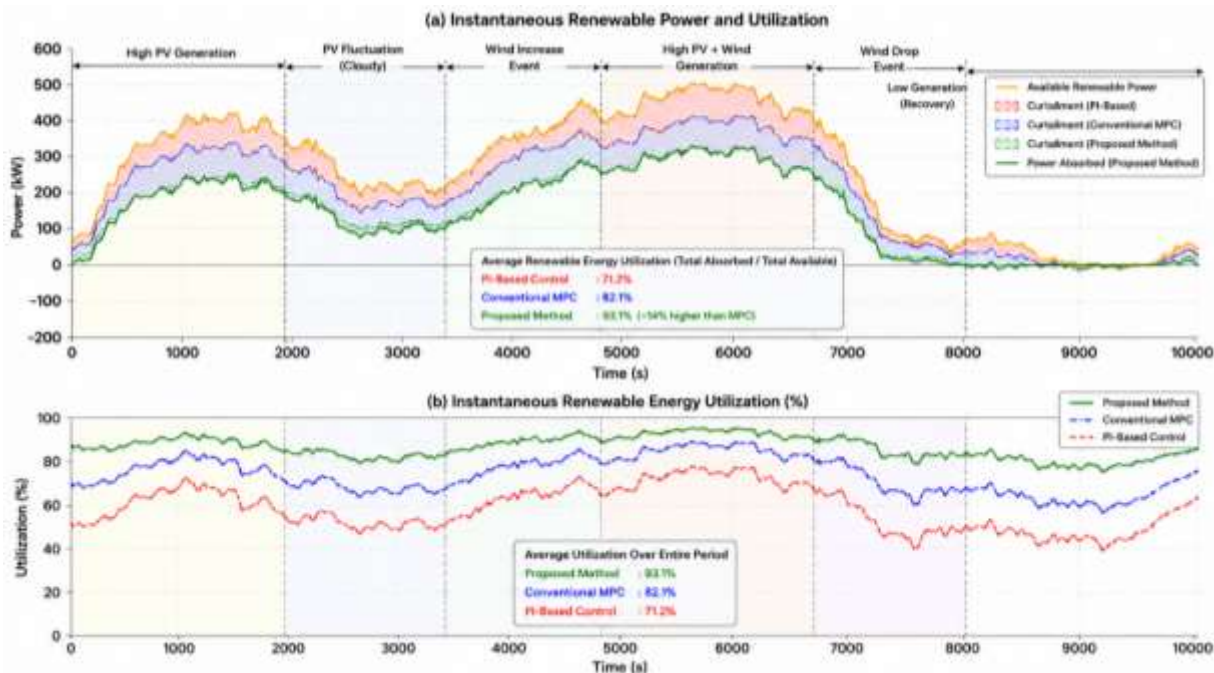 (a) Instantaneous Renewable Power and Utilization
High PV Generation
PV Fluctuation
(Cloudy)
Wind Increase
Event
High PV + Wind
Generation
Wind Drop
Event
Low Generation
(Recovery)
Available Renewable Power
Curtailment (PI-Based)
Curtailment (Conventional MPC)
Curtailment (Proposed Method)
Power Absorbed (Proposed Method)
Power (kW)
600
500
400
300
200
100
0
-100
-200
Average Renewable Energy Utilization (Total Absorbed / Total Available)
PI-Based Control : 71.2%
Conventional MPC : 82.1%
Proposed Method : 93.1% (~14% higher than MPC)
0 1000 2000 3000 4000 5000 6000 7000 8000 9000 10000
Time (s)
(b) Instantaneous Renewable Energy Utilization (%)
Proposed Method
Conventional MPC
PI-Based Control
Utilization (%)
100
80
60
40
20
0
Average Utilization Over Entire Period
Proposed Method : 93.1%
Conventional MPC : 82.1%
PI-Based Control : 71.2%
0 1000 2000 3000 4000 5000 6000 7000 8000 9000 10000
Time (s)